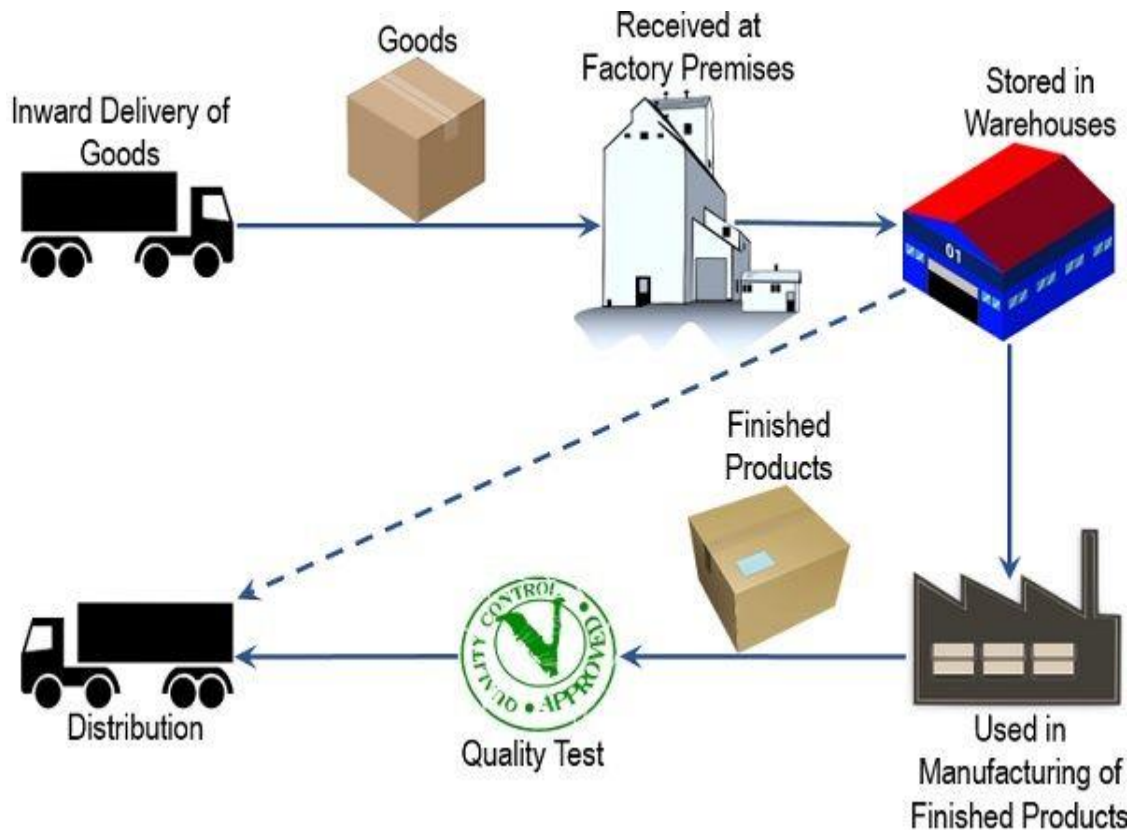 Goods
Received at
Factory Premises
Stored in
Warehouses
Inward Delivery of
Goods
01
Finished
Products
QUALITY CONTROL • APPROVED •
Distribution
Quality Test
Used in
Manufacturing of
Finished Products